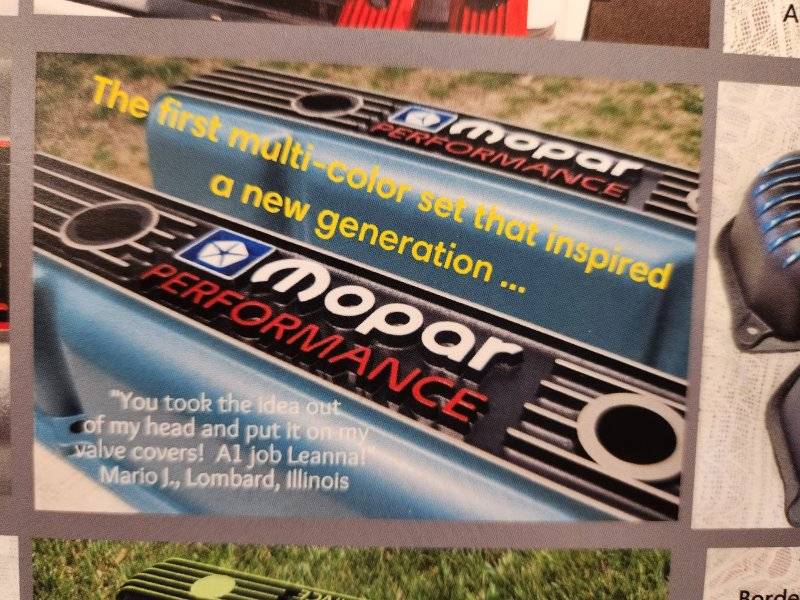 The first multi-color set that inspired
a new generation ...
mopar
PERFORMANCE
mopar
PERFORMANCE
"You took the idea out
of my head and put it on my
valve covers! A1 job Leanna!"
Mario J., Lombard, Illinois
A
Borde